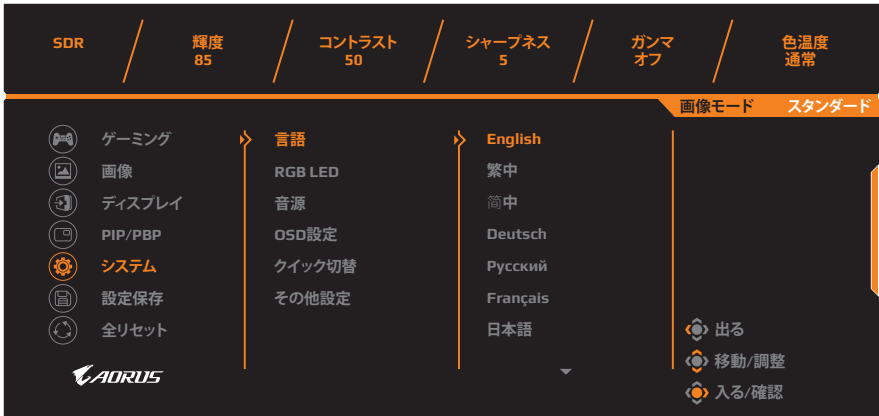 SDR
輝度
85
コントラスト
50
シャープネス
5
ガンマ
オフ
色温度
通常
画像モード スタンダード
ゲーミング
画像
ディスプレイ
PIP/PBP
システム
設定保存
全リセット
言語
RGB LED
音源
OSD設定
クイック切替
その他設定
English
繁中
简中
Deutsch
Русский
Français
日本語
出る
移動/調整
入る/確認
AORUS